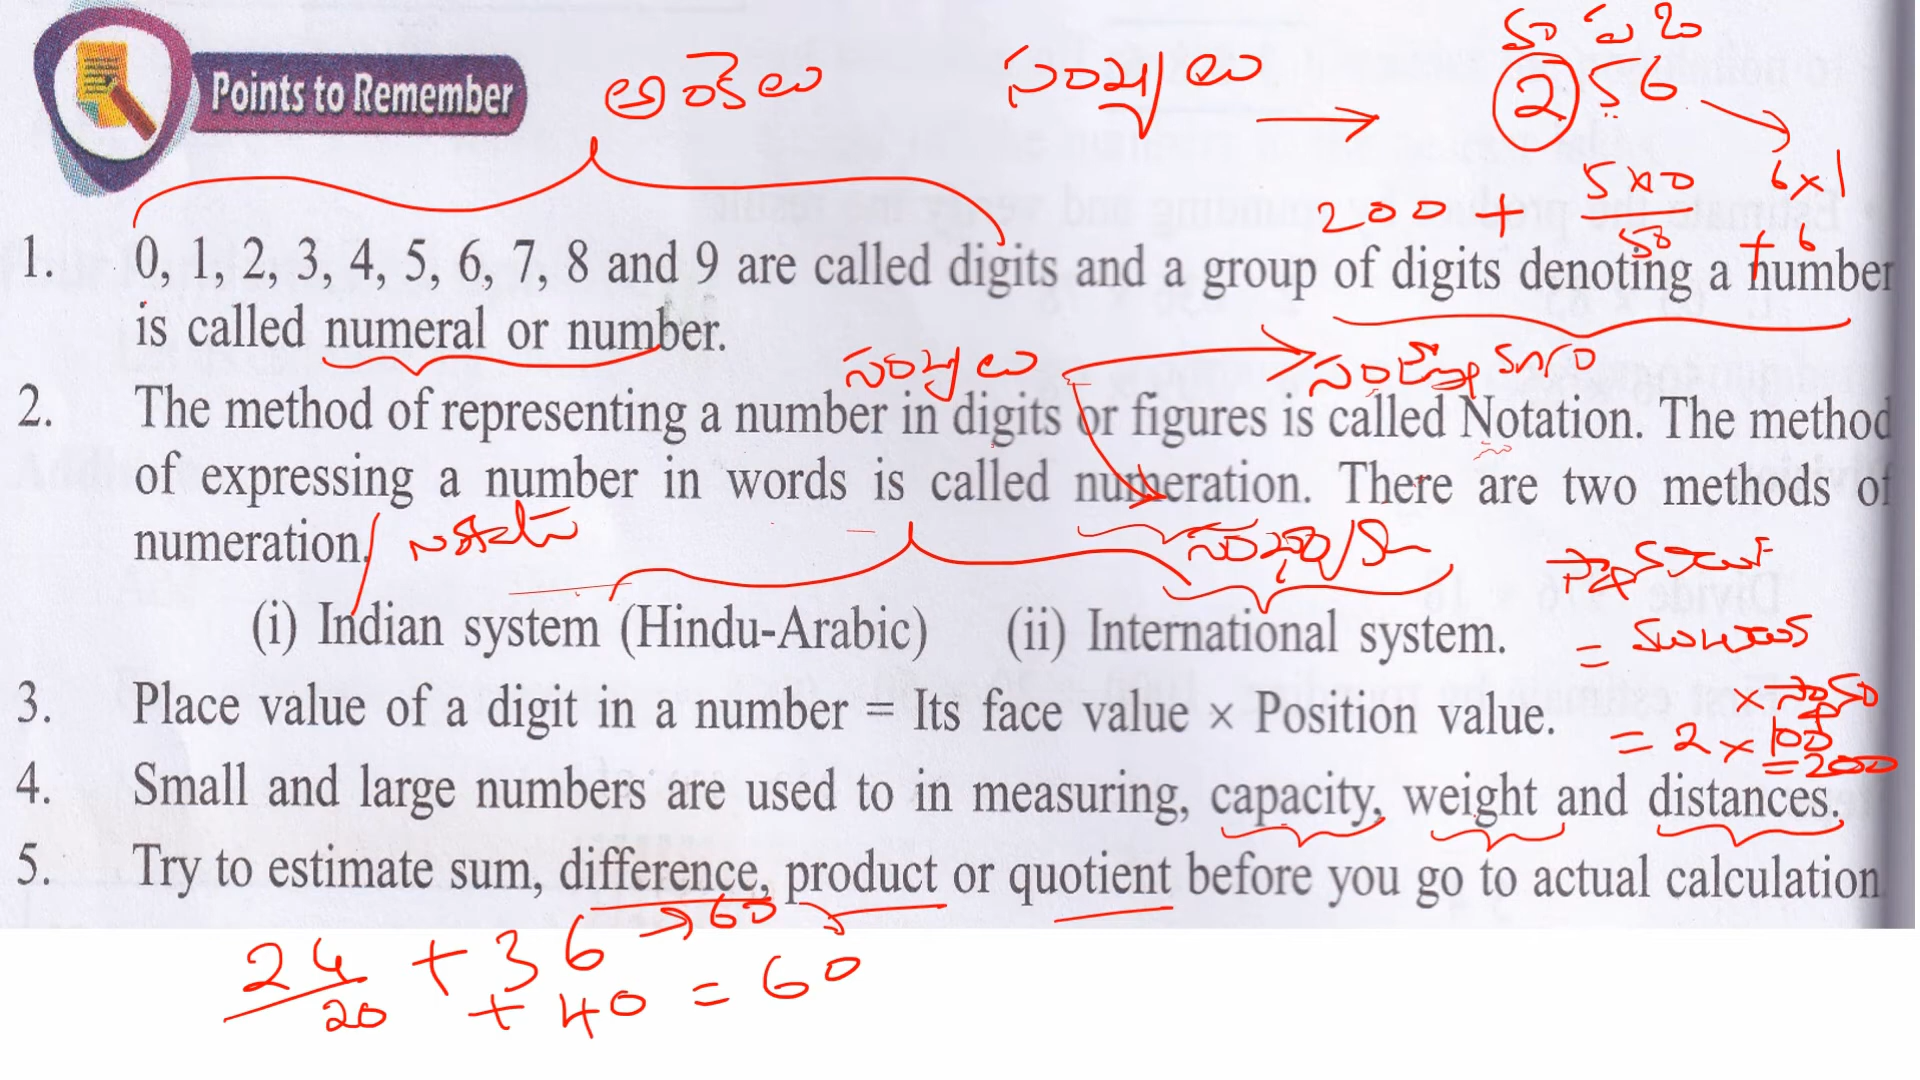 Points to Remember
అంకెలు సంఖ్యలు → 256
200 + 5×10 6×1
50 + 6
1. 0, 1, 2, 3, 4, 5, 6, 7, 8 and 9 are called digits and a group of digits denoting a number
is called numeral or number.
సంఖ్యలు
2. The method of representing a number in digits or figures is called Notation. The method
of expressing a number in words is called numeration. There are two methods of
numeration.
(i) Indian system (Hindu-Arabic) (ii) International system.
3. Place value of a digit in a number = Its face value × Position value.
= 2 × 100
= 200
4. Small and large numbers are used to in measuring, capacity, weight and distances.
5. Try to estimate sum, difference, product or quotient before you go to actual calculation
24 + 36 → 60
20 + 40 = 60